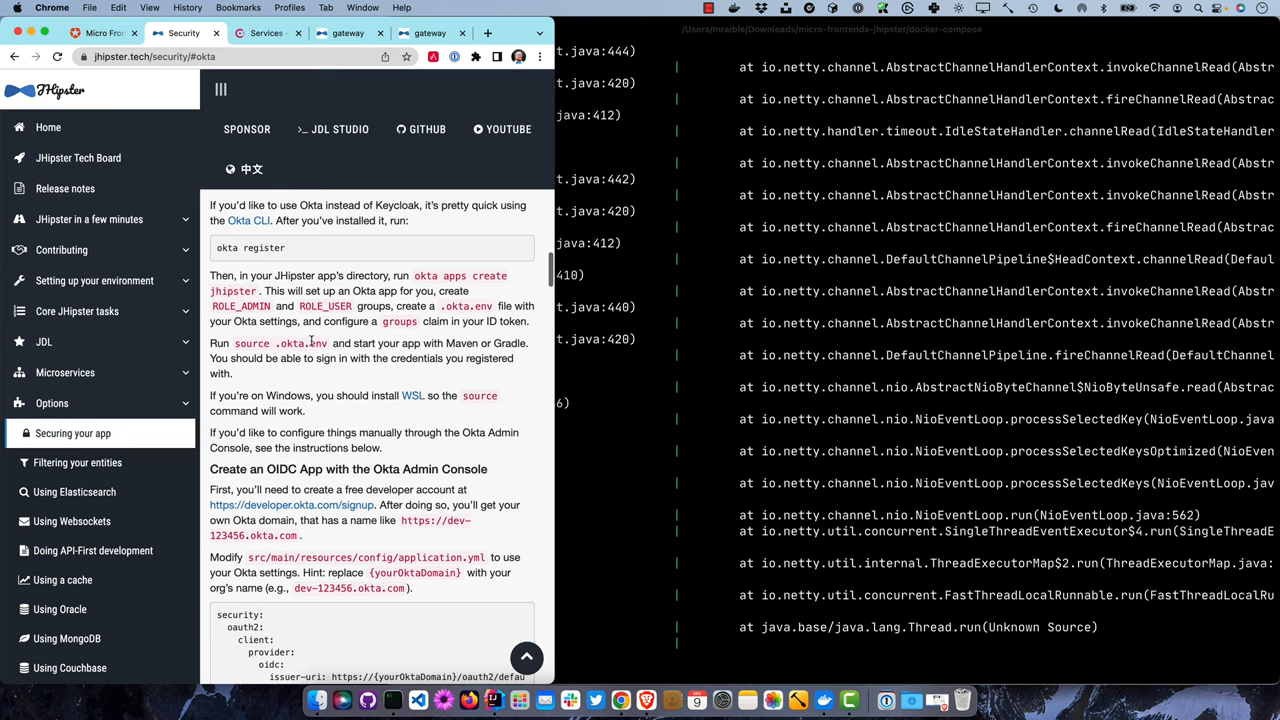 Chrome File Edit View History Bookmarks Profiles Tab Window Help
Micro Fron
Security
Services -
gateway
gateway
jhipster.tech/security/#okta
JHipster
Home
JHipster Tech Board
Release notes
JHipster in a few minutes
Contributing
Setting up your environment
Core JHipster tasks
JDL
Microservices
Options
Securing your app
Filtering your entities
Using Elasticsearch
Using Websockets
Doing API-First development
Using a cache
Using Oracle
Using MongoDB
Using Couchbase
SPONSOR >_ JDL STUDIO GITHUB YOUTUBE
中文
If you'd like to use Okta instead of Keycloak, it's pretty quick using
the Okta CLI. After you've installed it, run:
okta register
Then, in your JHipster app's directory, run okta apps create
jhipster. This will set up an Okta app for you, create
ROLE_ADMIN and ROLE_USER groups, create a .okta.env file with
your Okta settings, and configure a groups claim in your ID token.
Run source .okta.env and start your app with Maven or Gradle.
You should be able to sign in with the credentials you registered
with.
If you're on Windows, you should install WSL so the source
command will work.
If you'd like to configure things manually through the Okta Admin
Console, see the instructions below.
Create an OIDC App with the Okta Admin Console
First, you'll need to create a free developer account at
https://developer.okta.com/signup. After doing so, you'll get your
own Okta domain, that has a name like https://dev-
123456.okta.com.
Modify src/main/resources/config/application.yml to use
your Okta settings. Hint: replace {yourOktaDomain} with your
org's name (e.g., dev-123456.okta.com).
security:
oauth2:
client:
provider:
oidc:
issuer-uri: https://{yourOktaDomain}/oauth2/defau
/Users/mraible/Downloads/micro-frontends-jhipster/docker-compose
t.java:444)
t.java:420)
t.java:412)
t.java:442)
t.java:420)
t.java:412)
410)
t.java:440)
t.java:420)
6)
| at io.netty.channel.AbstractChannelHandlerContext.invokeChannelRead(Abstr
| at io.netty.channel.AbstractChannelHandlerContext.fireChannelRead(Abstrac
| at io.netty.handler.timeout.IdleStateHandler.channelRead(IdleStateHandler
| at io.netty.channel.AbstractChannelHandlerContext.invokeChannelRead(Abstr
| at io.netty.channel.AbstractChannelHandlerContext.invokeChannelRead(Abstr
| at io.netty.channel.AbstractChannelHandlerContext.fireChannelRead(Abstrac
| at io.netty.channel.DefaultChannelPipeline$HeadContext.channelRead(Defaul
| at io.netty.channel.AbstractChannelHandlerContext.invokeChannelRead(Abstr
| at io.netty.channel.AbstractChannelHandlerContext.invokeChannelRead(Abstr
| at io.netty.channel.DefaultChannelPipeline.fireChannelRead(DefaultChannel
| at io.netty.channel.nio.AbstractNioByteChannel$NioByteUnsafe.read(Abstrac
| at io.netty.channel.nio.NioEventLoop.processSelectedKey(NioEventLoop.java
| at io.netty.channel.nio.NioEventLoop.processSelectedKeysOptimized(NioEven
| at io.netty.channel.nio.NioEventLoop.processSelectedKeys(NioEventLoop.jav
| at io.netty.channel.nio.NioEventLoop.run(NioEventLoop.java:562)
| at io.netty.util.concurrent.SingleThreadEventExecutor$4.run(SingleThreadE
| at io.netty.util.internal.ThreadExecutorMap$2.run(ThreadExecutorMap.java:
| at io.netty.util.concurrent.FastThreadLocalRunnable.run(FastThreadLocalRu
| at java.base/java.lang.Thread.run(Unknown Source)
|